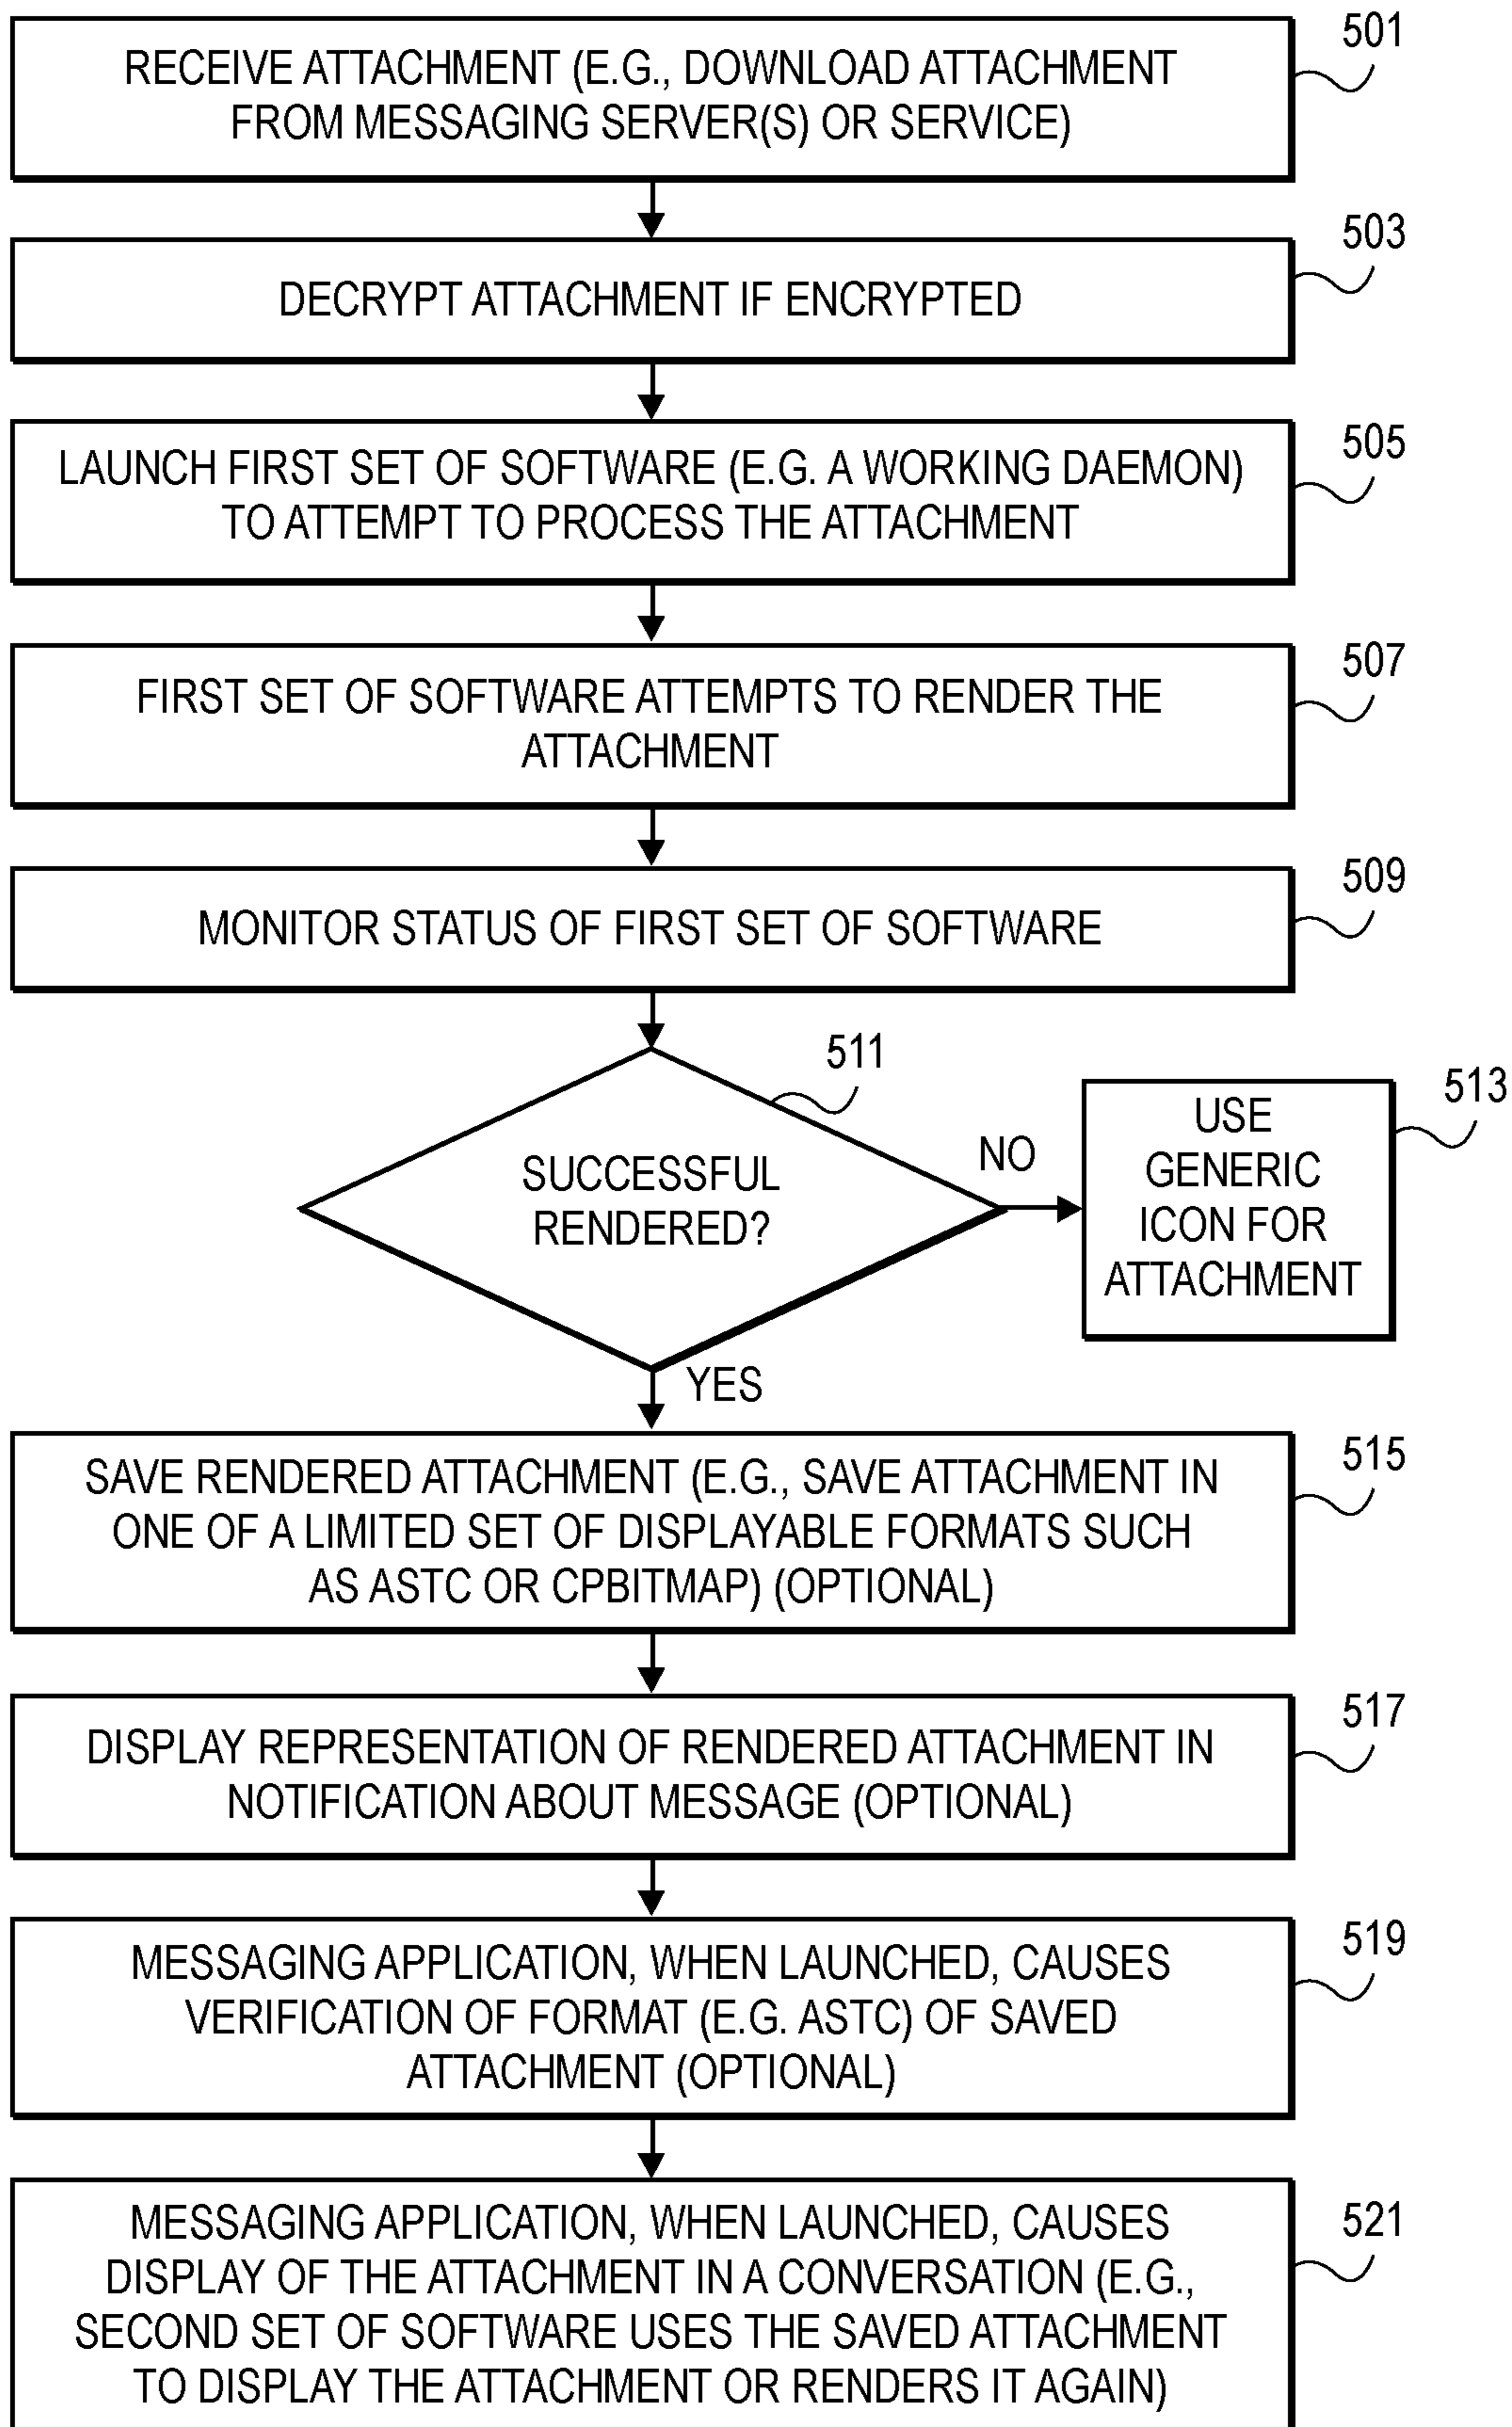 501
RECEIVE ATTACHMENT (E.G., DOWNLOAD ATTACHMENT
FROM MESSAGING SERVER(S) OR SERVICE)
503
DECRYPT ATTACHMENT IF ENCRYPTED
505
LAUNCH FIRST SET OF SOFTWARE (E.G. A WORKING DAEMON)
TO ATTEMPT TO PROCESS THE ATTACHMENT
507
FIRST SET OF SOFTWARE ATTEMPTS TO RENDER THE
ATTACHMENT
509
MONITOR STATUS OF FIRST SET OF SOFTWARE
511
SUCCESSFUL
RENDERED?
NO
513
USE
GENERIC
ICON FOR
ATTACHMENT
YES
515
SAVE RENDERED ATTACHMENT (E.G., SAVE ATTACHMENT IN
ONE OF A LIMITED SET OF DISPLAYABLE FORMATS SUCH
AS ASTC OR CPBITMAP) (OPTIONAL)
517
DISPLAY REPRESENTATION OF RENDERED ATTACHMENT IN
NOTIFICATION ABOUT MESSAGE (OPTIONAL)
519
MESSAGING APPLICATION, WHEN LAUNCHED, CAUSES
VERIFICATION OF FORMAT (E.G. ASTC) OF SAVED
ATTACHMENT (OPTIONAL)
521
MESSAGING APPLICATION, WHEN LAUNCHED, CAUSES
DISPLAY OF THE ATTACHMENT IN A CONVERSATION (E.G.,
SECOND SET OF SOFTWARE USES THE SAVED ATTACHMENT
TO DISPLAY THE ATTACHMENT OR RENDERS IT AGAIN)